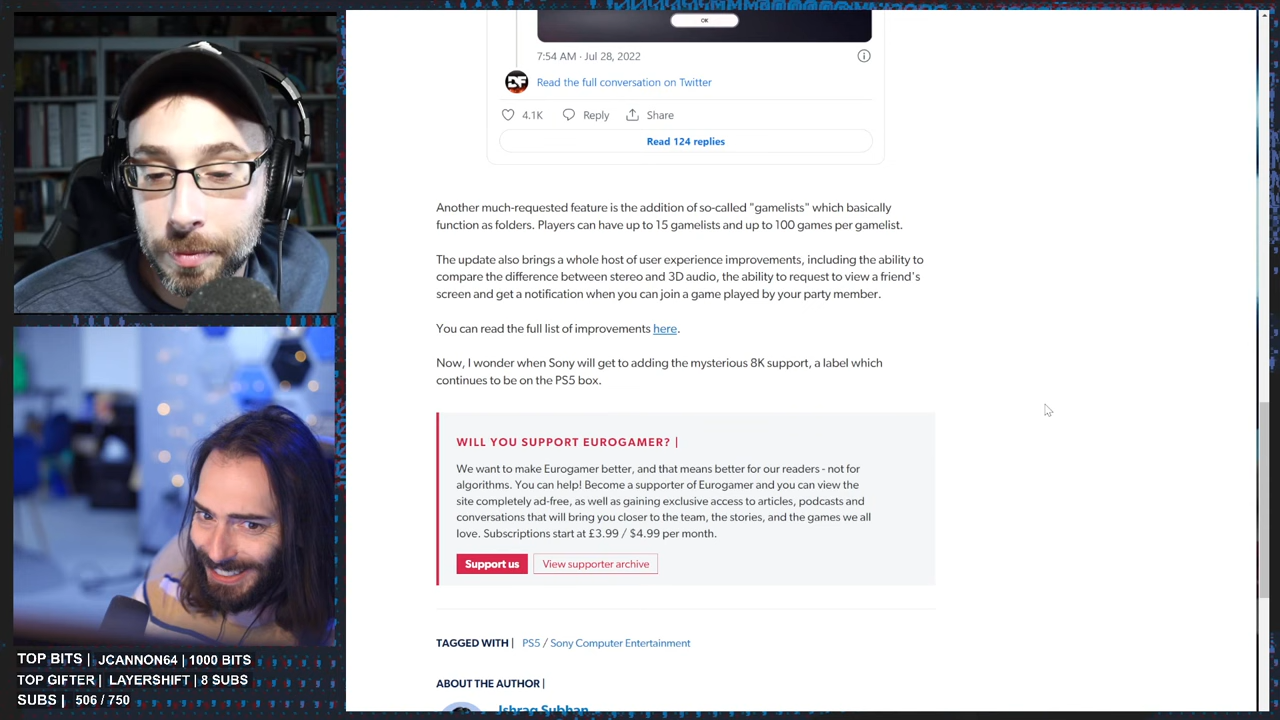 OK
7:54 AM · Jul 28, 2022
DF
Read the full conversation on Twitter
4.1K Reply Share
Read 124 replies
Another much-requested feature is the addition of so-called "gamelists" which basically
function as folders. Players can have up to 15 gamelists and up to 100 games per gamelist.
The update also brings a whole host of user experience improvements, including the ability to
compare the difference between stereo and 3D audio, the ability to request to view a friend's
screen and get a notification when you can join a game played by your party member.
You can read the full list of improvements here.
Now, I wonder when Sony will get to adding the mysterious 8K support, a label which
continues to be on the PS5 box.
WILL YOU SUPPORT EUROGAMER? |
We want to make Eurogamer better, and that means better for our readers - not for
algorithms. You can help! Become a supporter of Eurogamer and you can view the
site completely ad-free, as well as gaining exclusive access to articles, podcasts and
conversations that will bring you closer to the team, the stories, and the games we all
love. Subscriptions start at £3.99 / $4.99 per month.
Support us View supporter archive
TAGGED WITH | PS5 / Sony Computer Entertainment
ABOUT THE AUTHOR |
Ishraq Subhan
TOP BITS | JCANNON64 | 1000 BITS
TOP GIFTER | LAYERSHIFT | 8 SUBS
SUBS | 506 / 750